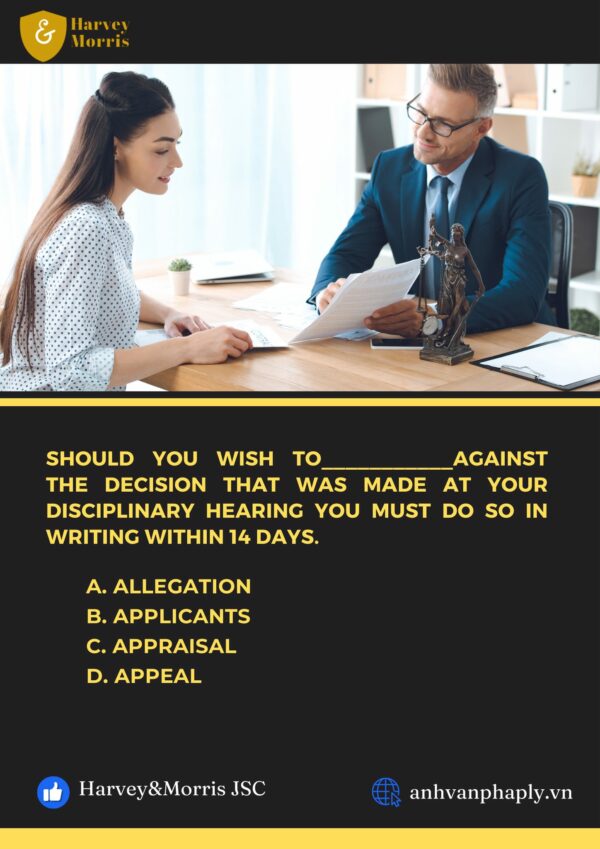 Harvey
Morris
SHOULD YOU WISH TO___________AGAINST
THE DECISION THAT WAS MADE AT YOUR
DISCIPLINARY HEARING YOU MUST DO SO IN
WRITING WITHIN 14 DAYS.
A. ALLEGATION
B. APPLICANTS
C. APPRAISAL
D. APPEAL
Harvey&Morris JSC
anhvanphaply.vn